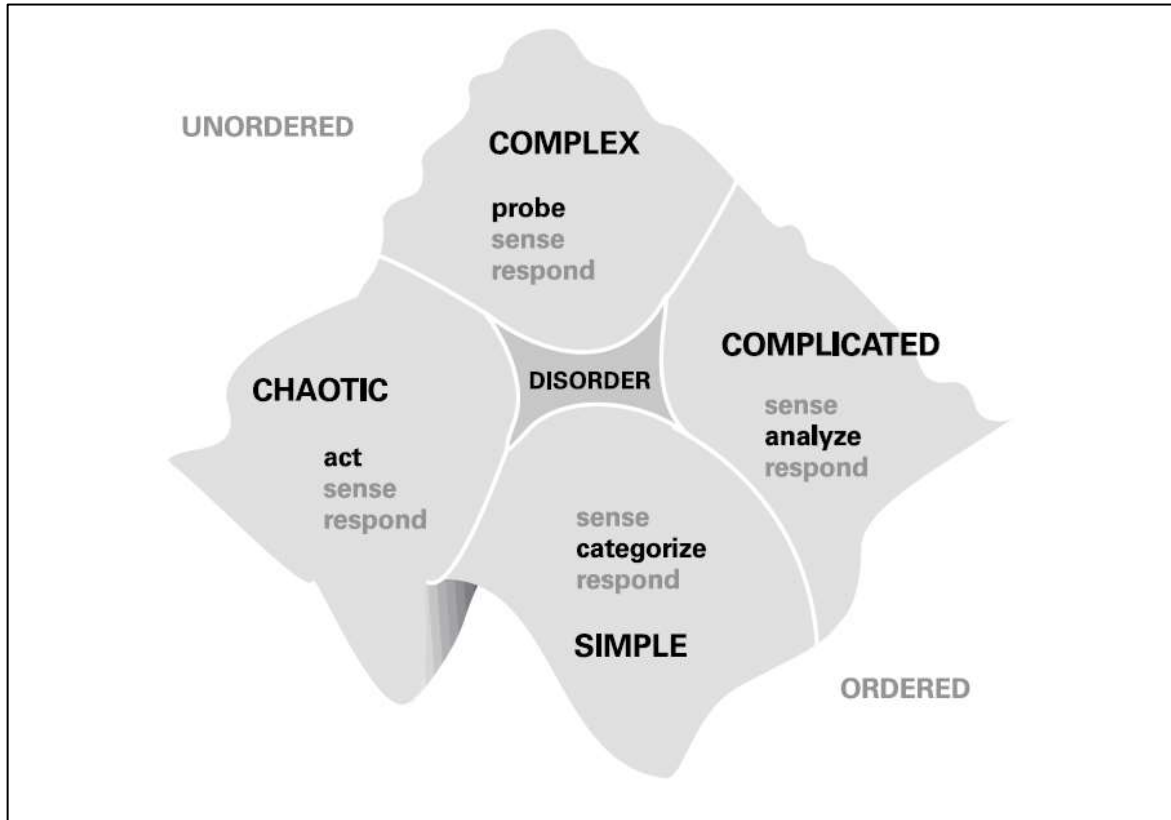 UNORDERED
COMPLEX
probe
sense
respond
COMPLICATED
sense
analyze
respond
DISORDER
CHAOTIC
act
sense
respond
sense
categorize
respond
SIMPLE
ORDERED